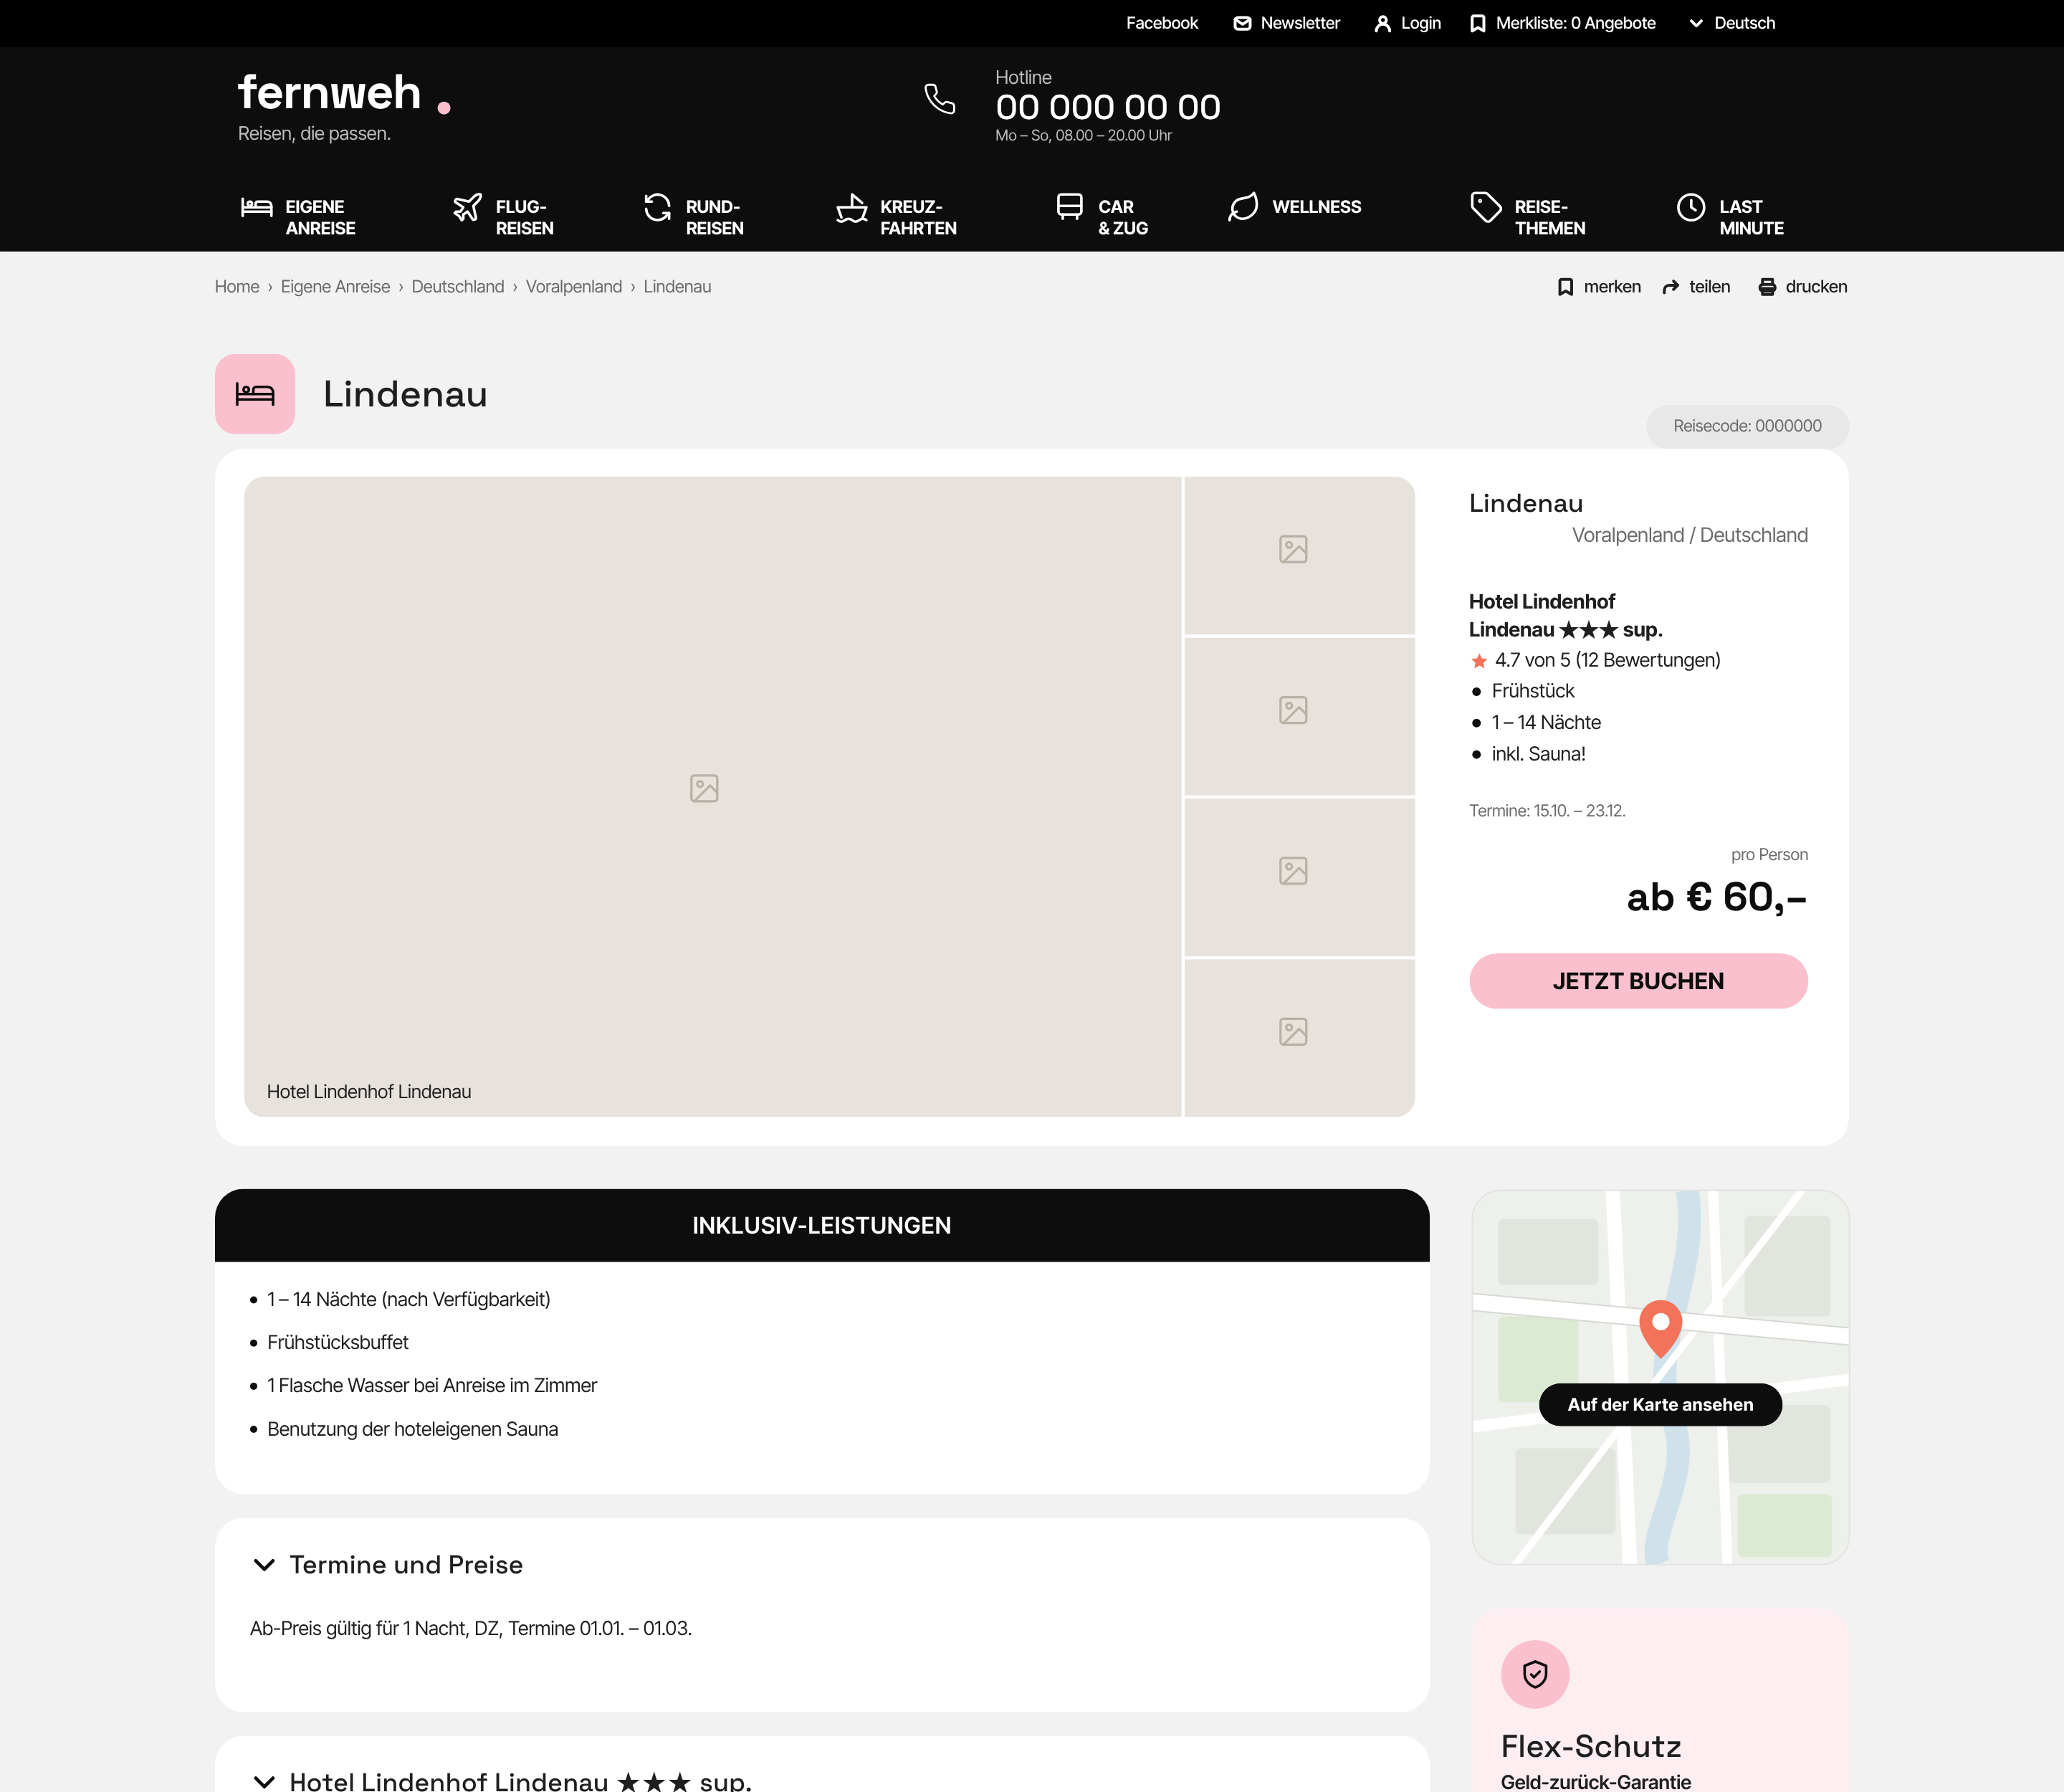 Facebook
Newsletter
Login
Merkliste: 0 Angebote
Deutsch
fernweh
Reisen, die passen.
Hotline
00 000 00 00
Mo – So, 08.00 – 20.00 Uhr
EIGENE
ANREISE
FLUG-
REISEN
RUND-
REISEN
KREUZ-
FAHRTEN
CAR
& ZUG
WELLNESS
REISE-
THEMEN
LAST
MINUTE
Home › Eigene Anreise › Deutschland › Voralpenland › Lindenau
merken
teilen
drucken
Lindenau
Reisecode: 0000000
Hotel Lindenhof Lindenau
Lindenau
Voralpenland / Deutschland
Hotel Lindenhof
Lindenau ★★★ sup.
4.7 von 5 (12 Bewertungen)
• Frühstück
• 1 – 14 Nächte
• inkl. Sauna!
Termine: 15.10. – 23.12.
pro Person
ab € 60,–
JETZT BUCHEN
INKLUSIV-LEISTUNGEN
• 1 – 14 Nächte (nach Verfügbarkeit)
• Frühstücksbuffet
• 1 Flasche Wasser bei Anreise im Zimmer
• Benutzung der hoteleigenen Sauna
Auf der Karte ansehen
Termine und Preise
Ab-Preis gültig für 1 Nacht, DZ, Termine 01.01. – 01.03.
Hotel Lindenhof Lindenau ★★★ sup.
Flex-Schutz
Geld-zurück-Garantie